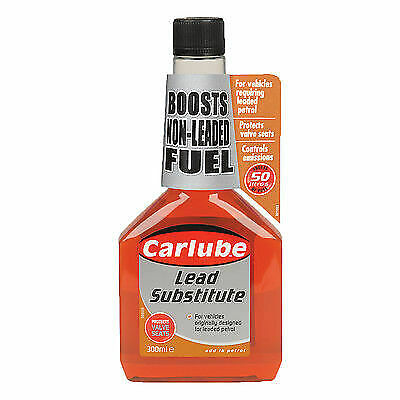 BOOSTS
NON-LEADED
FUEL
For vehicles
requiring
leaded
petrol
Protects
valve seats
Controls
emissions
50
litres
Carlube
Lead
Substitute
For vehicles
originally designed
for leaded petrol
PROTECTS
VALVE
SEATS
300ml e
add to petrol